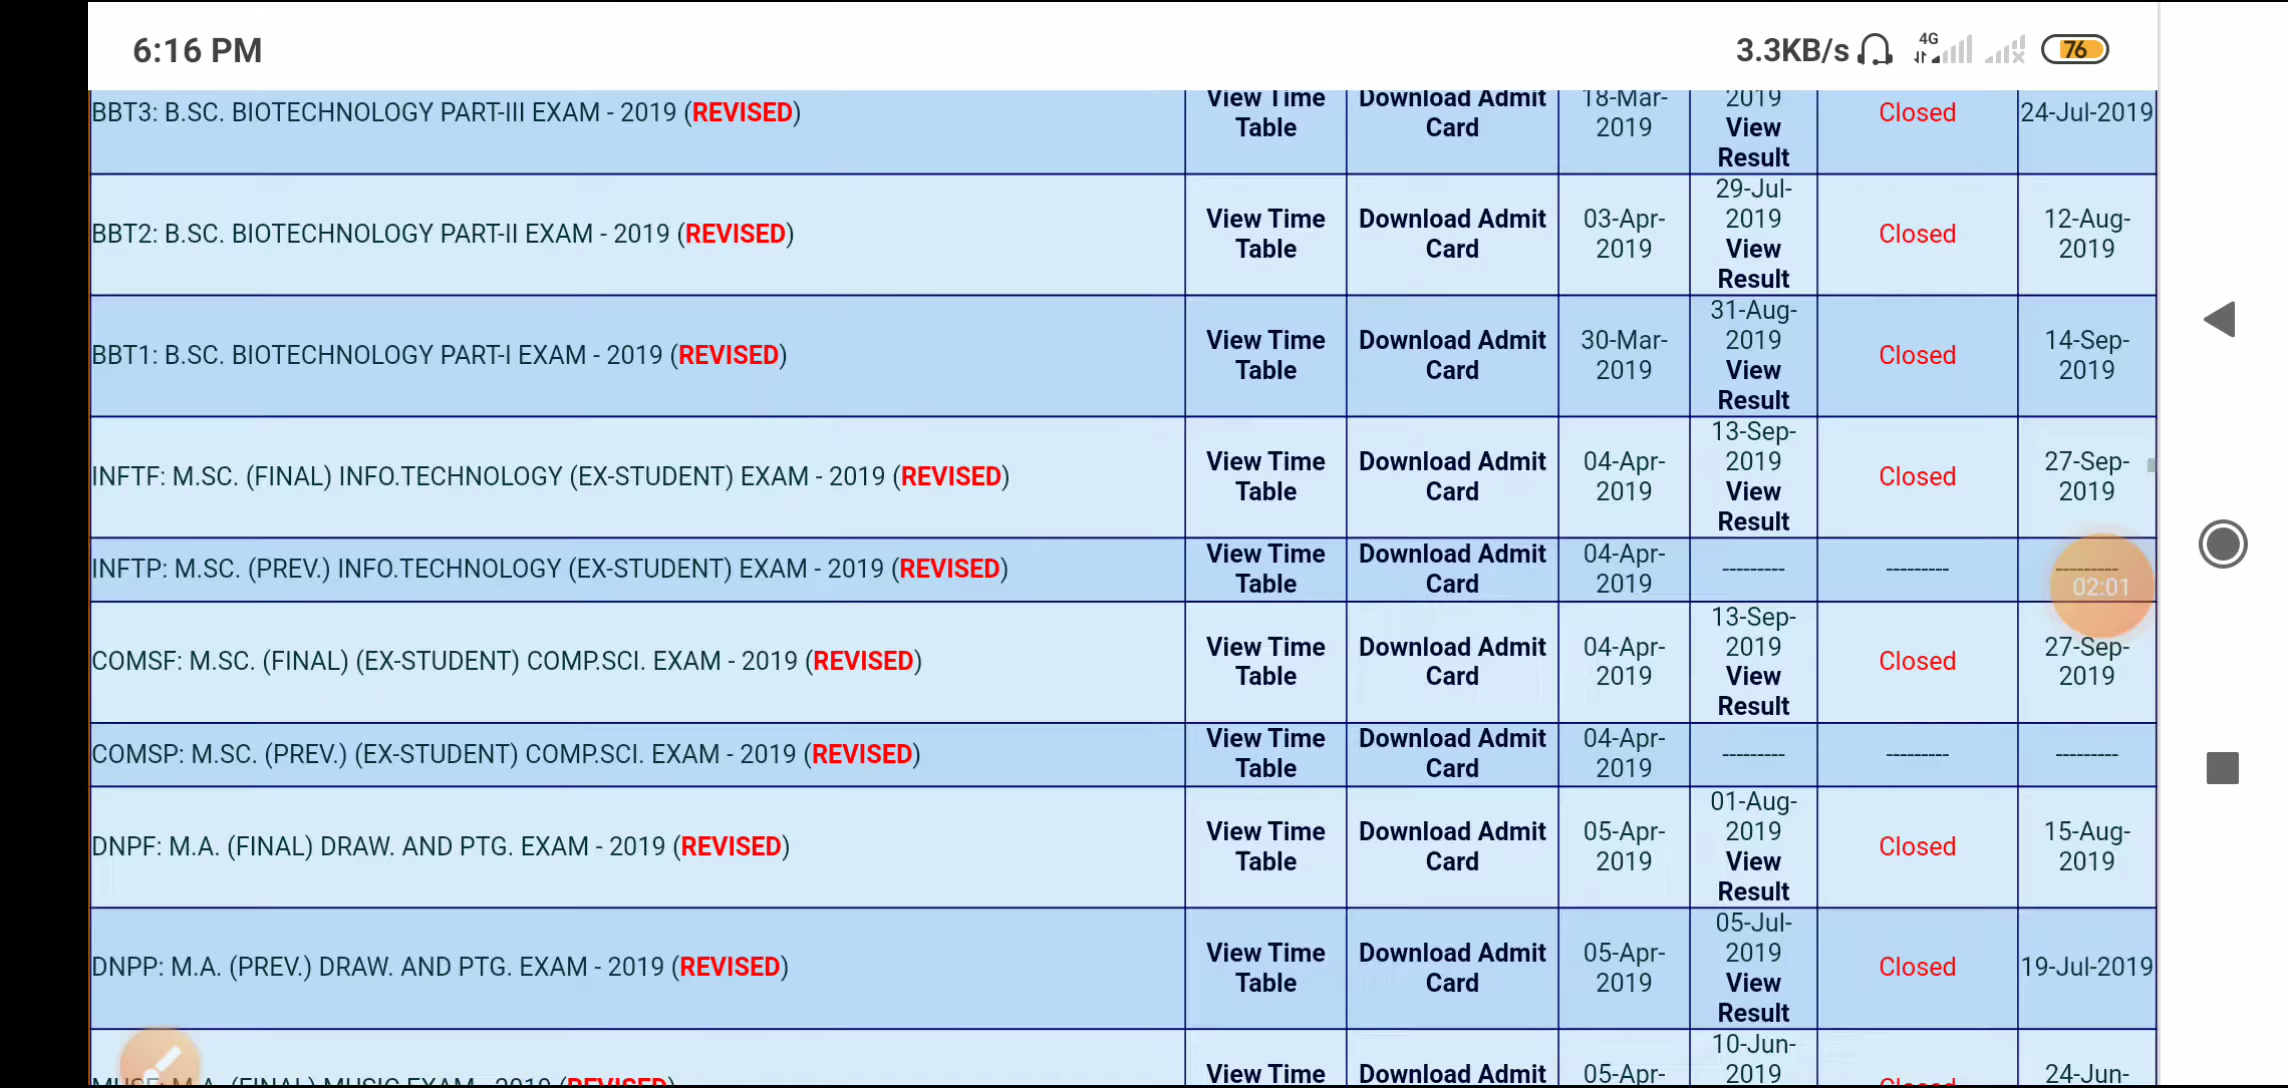 6:16 PM
3.3KB/s 4G 76
BBT3: B.SC. BIOTECHNOLOGY PART-III EXAM - 2019 (REVISED) View Time Table Download Admit Card 18-Mar-2019 2019 View Result Closed 24-Jul-2019
BBT2: B.SC. BIOTECHNOLOGY PART-II EXAM - 2019 (REVISED) View Time Table Download Admit Card 03-Apr-2019 29-Jul-2019 View Result Closed 12-Aug-2019
BBT1: B.SC. BIOTECHNOLOGY PART-I EXAM - 2019 (REVISED) View Time Table Download Admit Card 30-Mar-2019 31-Aug-2019 View Result Closed 14-Sep-2019
INFTF: M.SC. (FINAL) INFO.TECHNOLOGY (EX-STUDENT) EXAM - 2019 (REVISED) View Time Table Download Admit Card 04-Apr-2019 13-Sep-2019 View Result Closed 27-Sep-2019
INFTP: M.SC. (PREV.) INFO.TECHNOLOGY (EX-STUDENT) EXAM - 2019 (REVISED) View Time Table Download Admit Card 04-Apr-2019 --------- --------- ---------
02:01
COMSF: M.SC. (FINAL) (EX-STUDENT) COMP.SCI. EXAM - 2019 (REVISED) View Time Table Download Admit Card 04-Apr-2019 13-Sep-2019 View Result Closed 27-Sep-2019
COMSP: M.SC. (PREV.) (EX-STUDENT) COMP.SCI. EXAM - 2019 (REVISED) View Time Table Download Admit Card 04-Apr-2019 --------- --------- ---------
DNPF: M.A. (FINAL) DRAW. AND PTG. EXAM - 2019 (REVISED) View Time Table Download Admit Card 05-Apr-2019 01-Aug-2019 View Result Closed 15-Aug-2019
DNPP: M.A. (PREV.) DRAW. AND PTG. EXAM - 2019 (REVISED) View Time Table Download Admit Card 05-Apr-2019 05-Jul-2019 View Result Closed 19-Jul-2019
MUSF: M.A. (FINAL) MUSIC EXAM - 2019 (REVISED) View Time Download Admit 05-Apr- 10-Jun-2019 Closed 24-Jun-